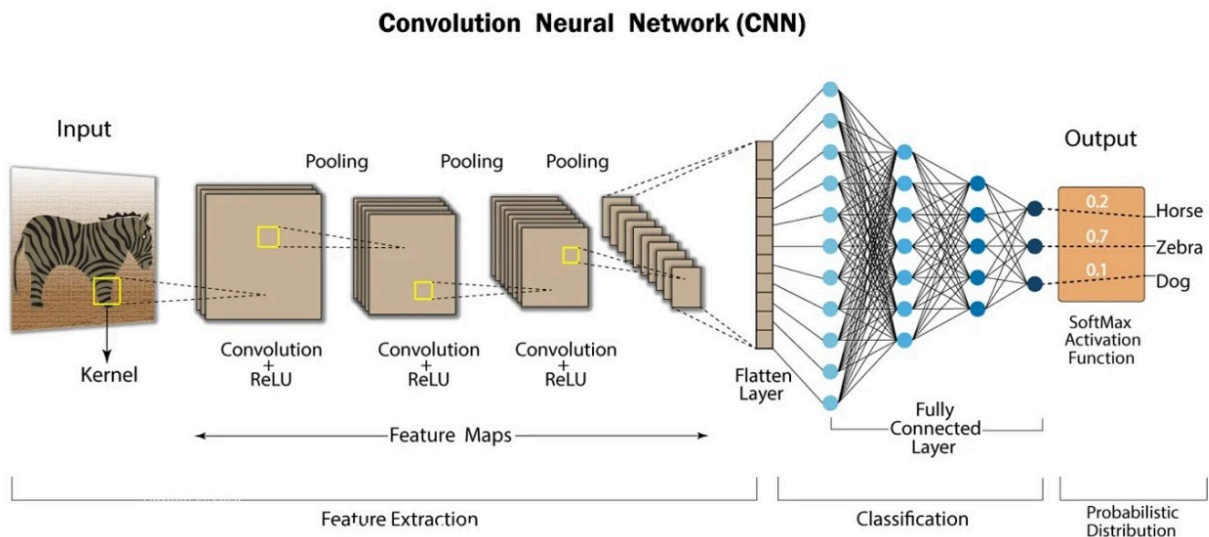 Convolution Neural Network (CNN)
Input
Output
Pooling
Pooling
Pooling
0.2
0.7
0.1
Horse
Zebra
Dog
Kernel
Convolution
+
ReLU
Convolution
+
ReLU
Convolution
+
ReLU
Flatten
Layer
SoftMax
Activation
Function
Feature Maps
Fully
Connected
Layer
Feature Extraction
Classification
Probabilistic
Distribution